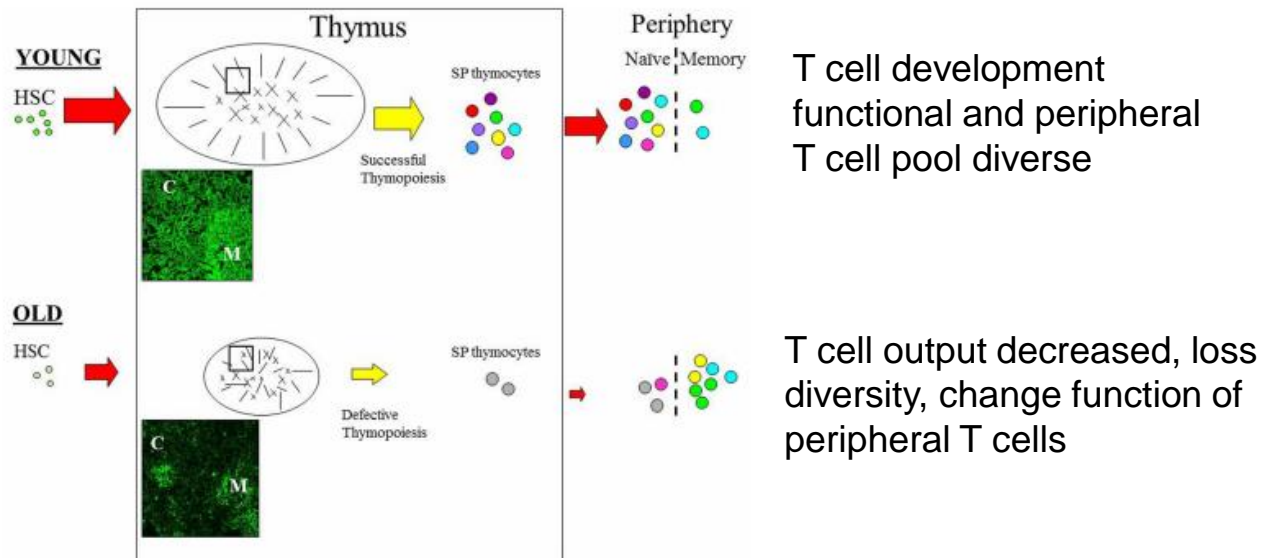 Thymus
Periphery
YOUNG
Naïve Memory
HSC
SP thymocytes
Successful
Thymopoiesis
C
M
T cell development
functional and peripheral
T cell pool diverse
OLD
HSC
SP thymocytes
Defective
Thymopoiesis
C
M
T cell output decreased, loss
diversity, change function of
peripheral T cells